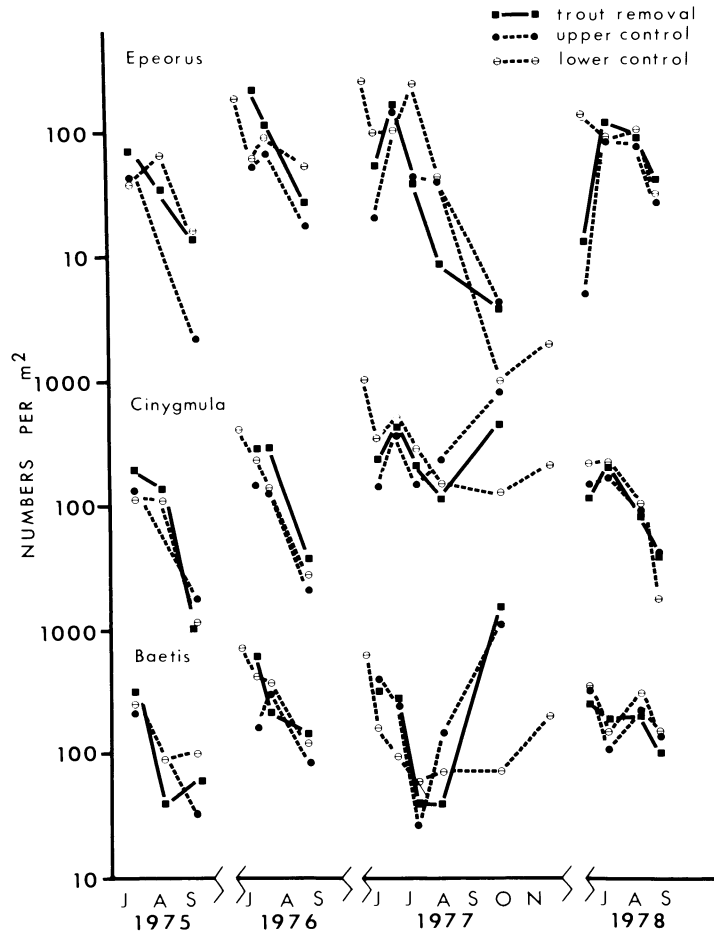 trout removal
upper control
lower control
Epeorus
100
10
1000
Cinygmula
100
1000
Baetis
100
10
NUMBERS PER m2
J A S J A S J J A S O N J J A S
1975 1976 1977 1978